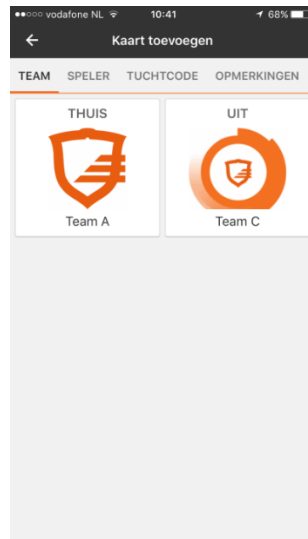 vodafone NL 10:41 68%
Kaart toevoegen
TEAM SPELER TUCHTCODE OPMERKINGEN
THUIS UIT
Team A Team C